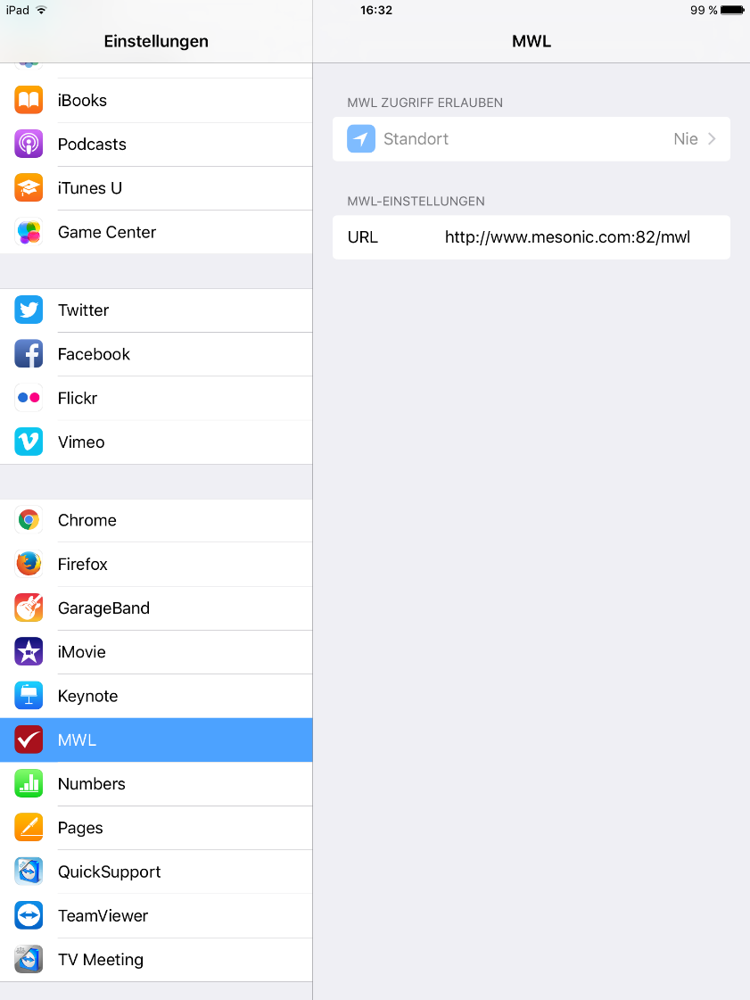 iPad 16:32 99 %
Einstellungen
iBooks
Podcasts
iTunes U
Game Center
Twitter
Facebook
Flickr
Vimeo
Chrome
Firefox
GarageBand
iMovie
Keynote
MWL
Numbers
Pages
QuickSupport
TeamViewer
TV Meeting
MWL
MWL ZUGRIFF ERLAUBEN
Standort Nie
MWL-EINSTELLUNGEN
URL http://www.mesonic.com:82/mwl